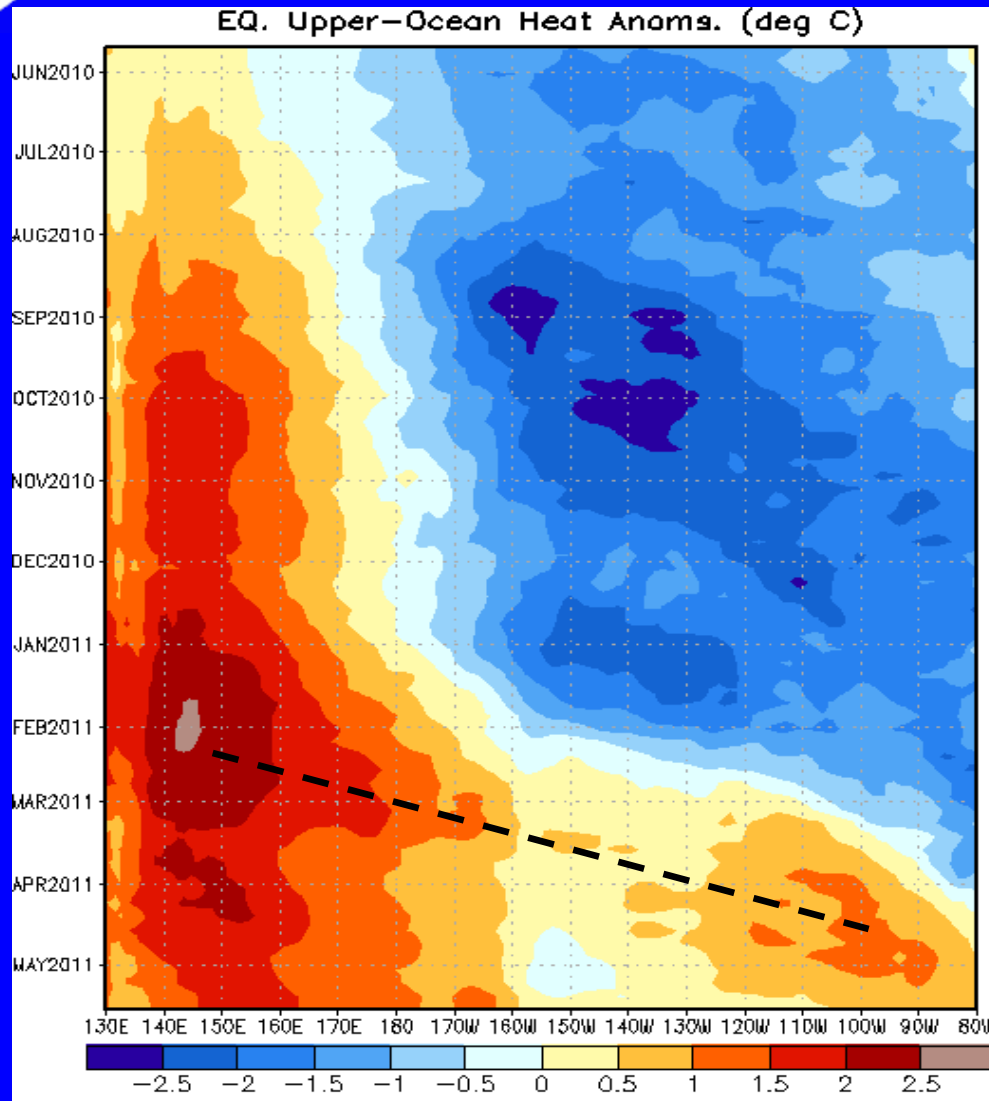 EQ. Upper-Ocean Heat Anoms. (deg C)
JUN2010
JUL2010
AUG2010
SEP2010
OCT2010
NOV2010
DEC2010
JAN2011
FEB2011
MAR2011
APR2011
MAY2011
130E 140E 150E 160E 170E 180 170W 160W 150W 140W 130W 120W 110W 100W 90W 80W
-2.5 -2 -1.5 -1 -0.5 0 0.5 1 1.5 2 2.5